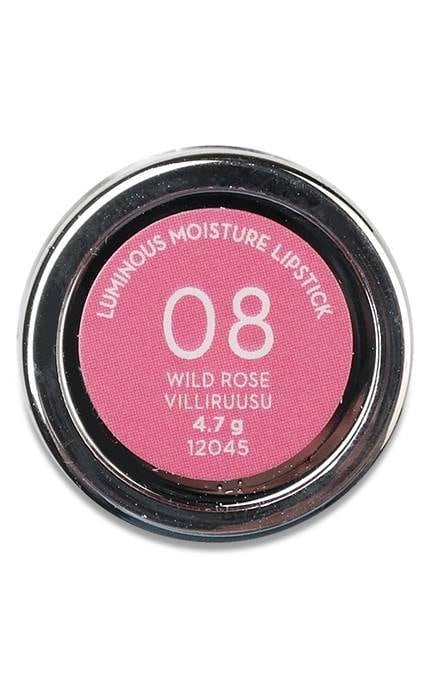 LUMINOUS MOISTURE LIPSTICK
08
WILD ROSE
VILLIRUUSU
4.7 g
12045